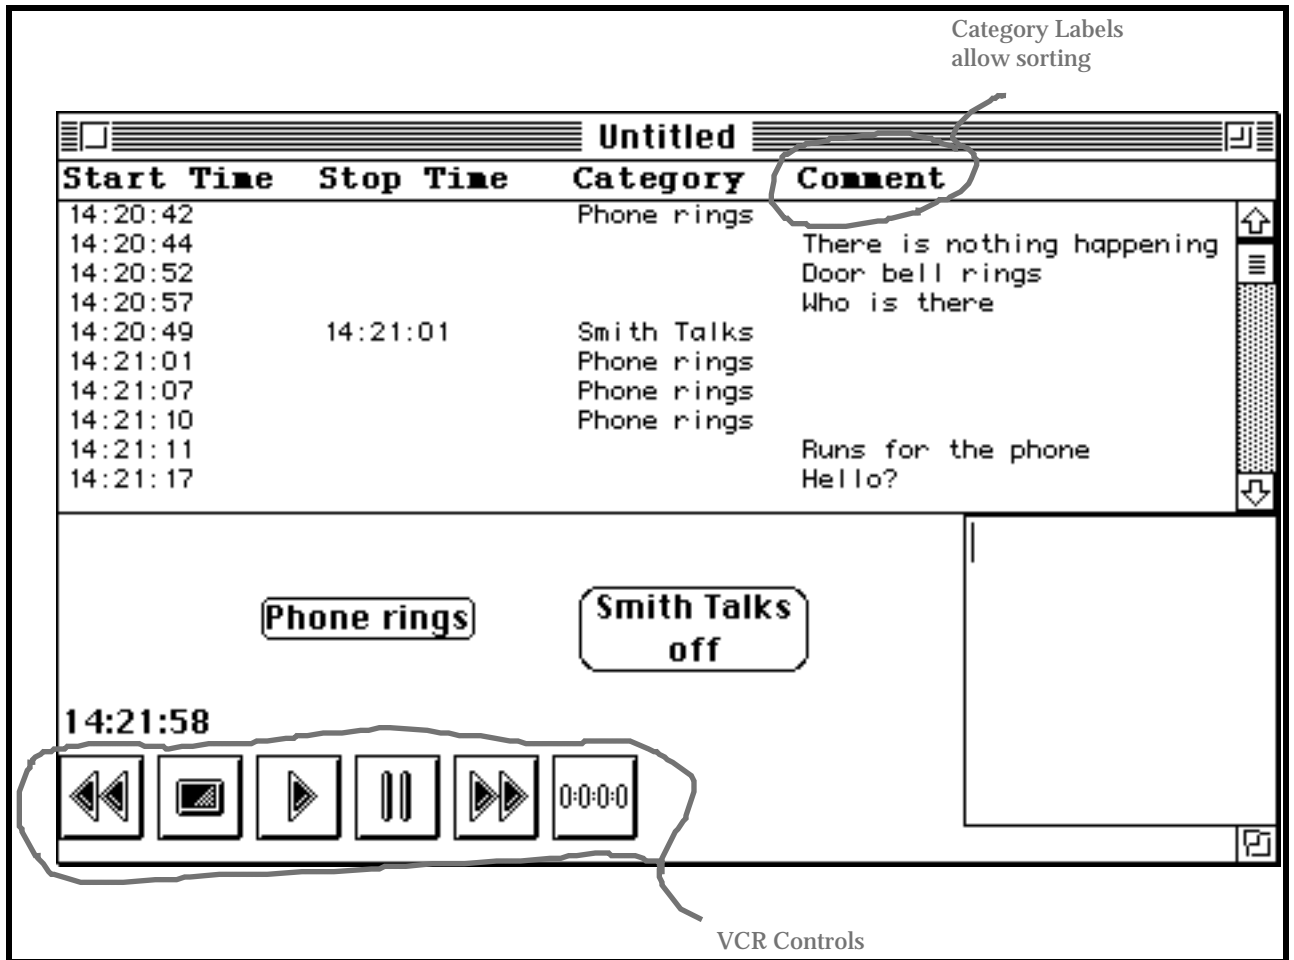 Category Labels
allow sorting
Untitled
Start Time Stop Time Category Comment
14:20:42 Phone rings
14:20:44 There is nothing happening
14:20:52 Door bell rings
14:20:57 Who is there
14:20:49 14:21:01 Smith Talks
14:21:01 Phone rings
14:21:07 Phone rings
14:21:10 Phone rings
14:21:11 Runs for the phone
14:21:17 Hello?
Phone rings
Smith Talks
off
14:21:58
0:0:0:0
VCR Controls